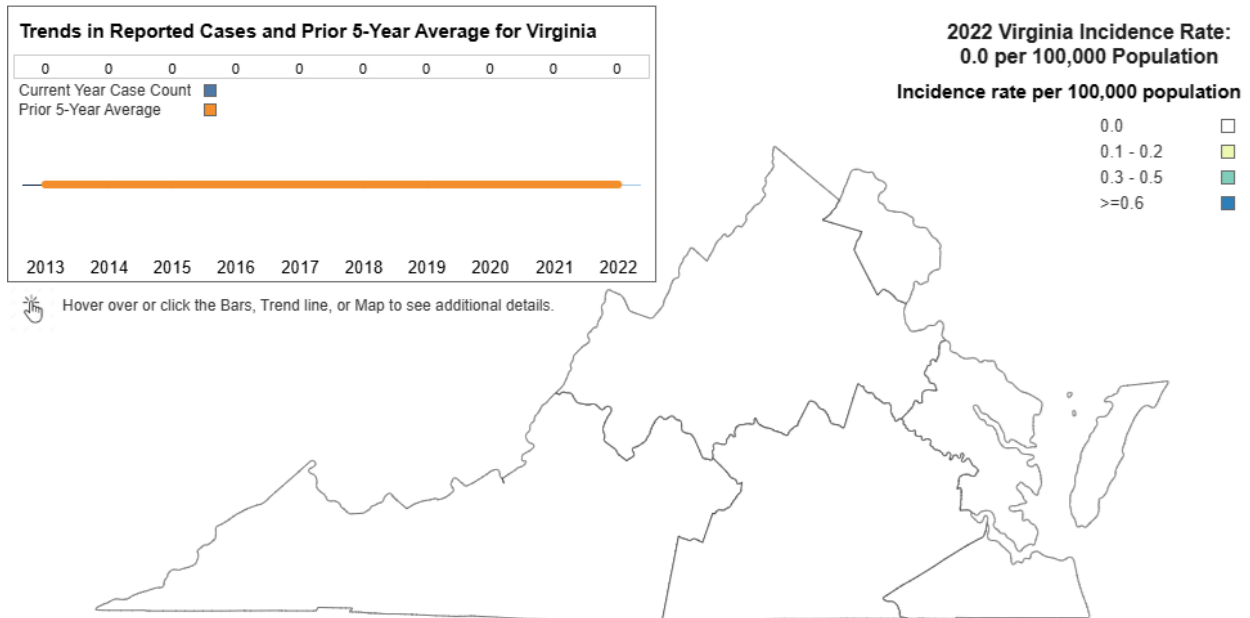 Trends in Reported Cases and Prior 5-Year Average for Virginia
0 0 0 0 0 0 0 0 0 0
Current Year Case Count
Prior 5-Year Average
2013 2014 2015 2016 2017 2018 2019 2020 2021 2022
Hover over or click the Bars, Trend line, or Map to see additional details.
2022 Virginia Incidence Rate:
0.0 per 100,000 Population
Incidence rate per 100,000 population
0.0
0.1 - 0.2
0.3 - 0.5
>=0.6